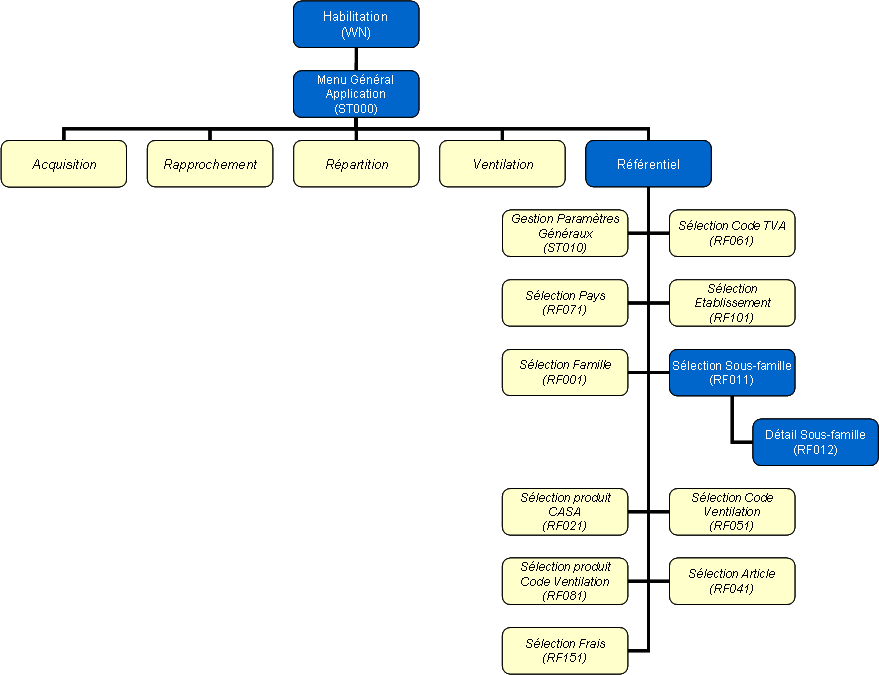 Habilitation
(WN)
Menu Général
Application
(ST000)
Acquisition
Rapprochement
Répartition
Ventilation
Référentiel
Gestion Paramètres
Généraux
(ST010)
Sélection Code TVA
(RF061)
Sélection Pays
(RF071)
Sélection
Etablissement
(RF101)
Sélection Famille
(RF001)
Sélection Sous-famille
(RF011)
Détail Sous-famille
(RF012)
Sélection produit
CASA
(RF021)
Sélection Code
Ventilation
(RF051)
Sélection produit
Code Ventilation
(RF081)
Sélection Article
(RF041)
Sélection Frais
(RF151)